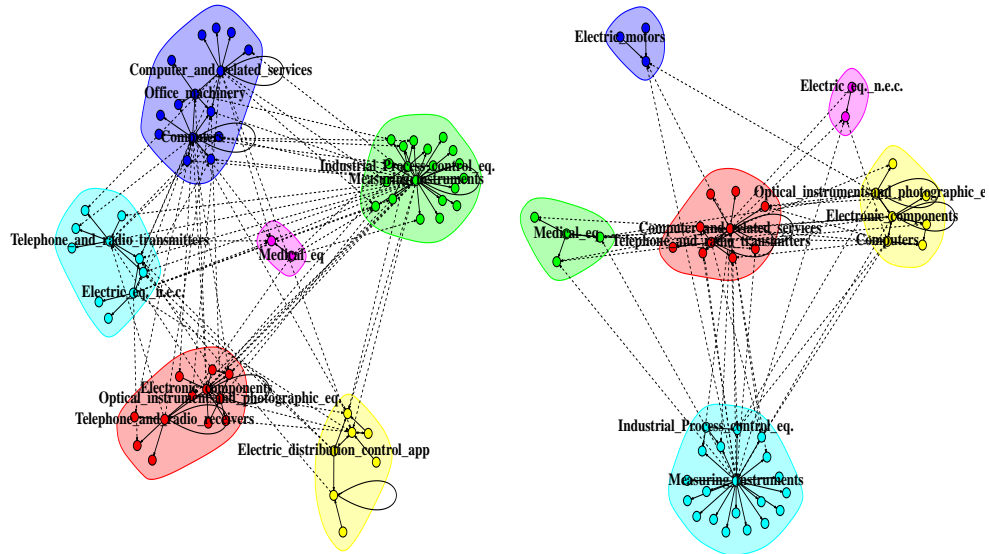 Computer_and_related_services
Office_machinery
Computers
Industrial_Process_control_eq.
Measuring_instruments
Telephone_and_radio_transmitters
Medical_eq
Electric_eq._n.e.c.
Electronic_components
Optical_instruments_and_photographic_eq.
Telephone_and_radio_receivers
Electric_distribution_control_app
Electric_motors
Electric_eq._n.e.c.
Optical_instruments_and_photographic_e
Electronic_components
Computers
Medical_eq
Computer_and_related_services
Telephone_and_radio_transmitters
Industrial_Process_control_eq.
Measuring_instruments